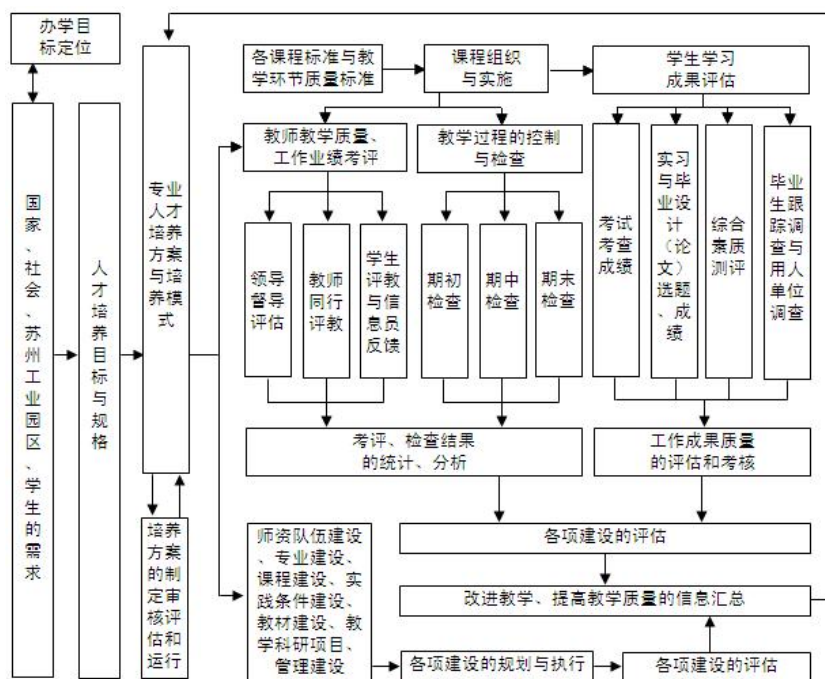 办学目
标定位
国家、社会、苏州工业园区、学生的需求
人才培养目标与规格
专业
人才
培养
方案
与培
养模
式
培养
方案
的制
定审
核评
估和
运行
各课程标准与教
学环节质量标准
课程组织
与实施
学生学习
成果评估
教师教学质量、
工作业绩考评
教学过程的控制
与检查
领导
督导
评估
教师
同行
评教
学生
评教
与信
息员
反馈
期初
检查
期中
检查
期末
检查
考试
考查
成绩
实习
与毕
业设
计
（论
文）
选题
、成
绩
综合
素质
测评
毕业
生跟
踪调
查与
用人
单位
调查
考评、检查结果
的统计、分析
工作成果质量
的评估和考核
师资队伍建设
、专业建设、
课程建设、实
践条件建设、
教材建设、教
学科研项目、
管理建设
各项建设的评估
改进教学、提高教学质量的信息汇总
各项建设的规划与执行
各项建设的评估